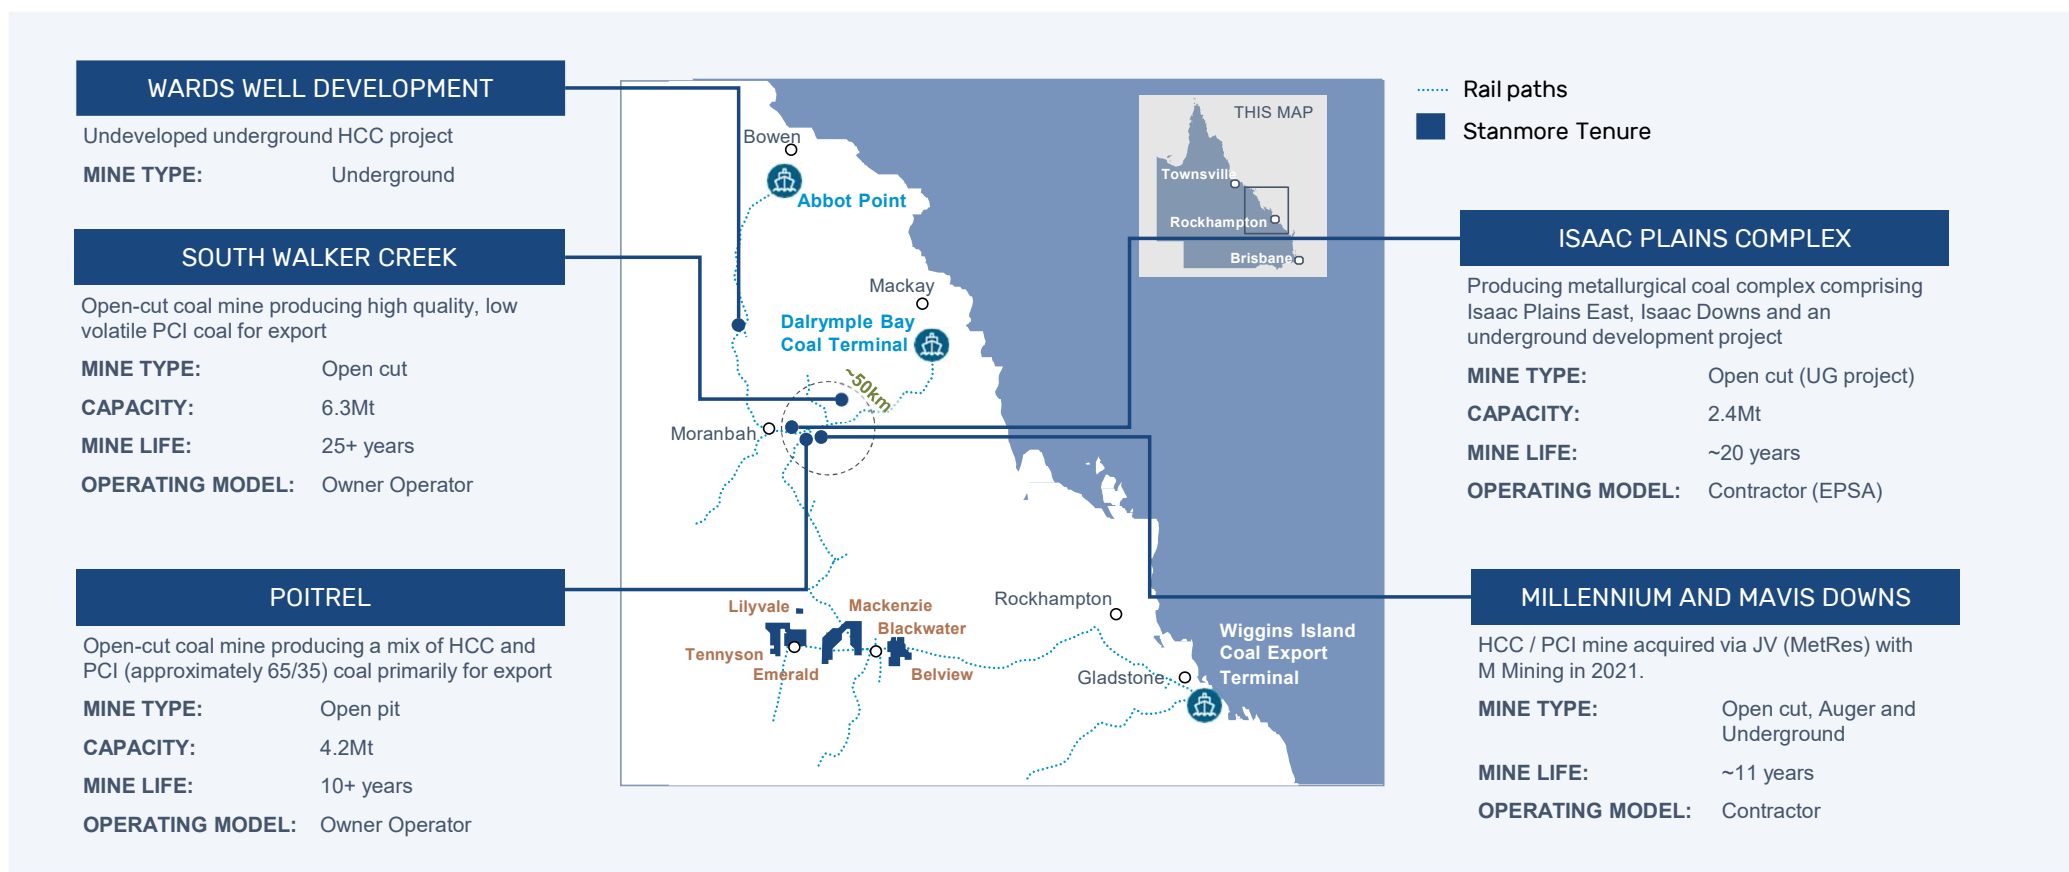 WARDS WELL DEVELOPMENT
Undeveloped underground HCC project
MINE TYPE: Underground
SOUTH WALKER CREEK
Open-cut coal mine producing high quality, low
volatile PCI coal for export
MINE TYPE: Open cut
CAPACITY: 6.3Mt
MINE LIFE: 25+ years
OPERATING MODEL: Owner Operator
POITREL
Open-cut coal mine producing a mix of HCC and
PCI (approximately 65/35) coal primarily for export
MINE TYPE: Open pit
CAPACITY: 4.2Mt
MINE LIFE: 10+ years
OPERATING MODEL: Owner Operator
Bowen
Abbot Point
Mackay
Dalrymple Bay
Coal Terminal
~50km
Moranbah
Lilyvale
Mackenzie
Blackwater
Tennyson
Emerald
Belview
Rockhampton
Gladstone
Wiggins Island
Coal Export
Terminal
THIS MAP
Townsville
Rockhampton
Brisbane
Rail paths
Stanmore Tenure
ISAAC PLAINS COMPLEX
Producing metallurgical coal complex comprising
Isaac Plains East, Isaac Downs and an
underground development project
MINE TYPE: Open cut (UG project)
CAPACITY: 2.4Mt
MINE LIFE: ~20 years
OPERATING MODEL: Contractor (EPSA)
MILLENNIUM AND MAVIS DOWNS
HCC / PCI mine acquired via JV (MetRes) with
M Mining in 2021.
MINE TYPE: Open cut, Auger and
Underground
MINE LIFE: ~11 years
OPERATING MODEL: Contractor